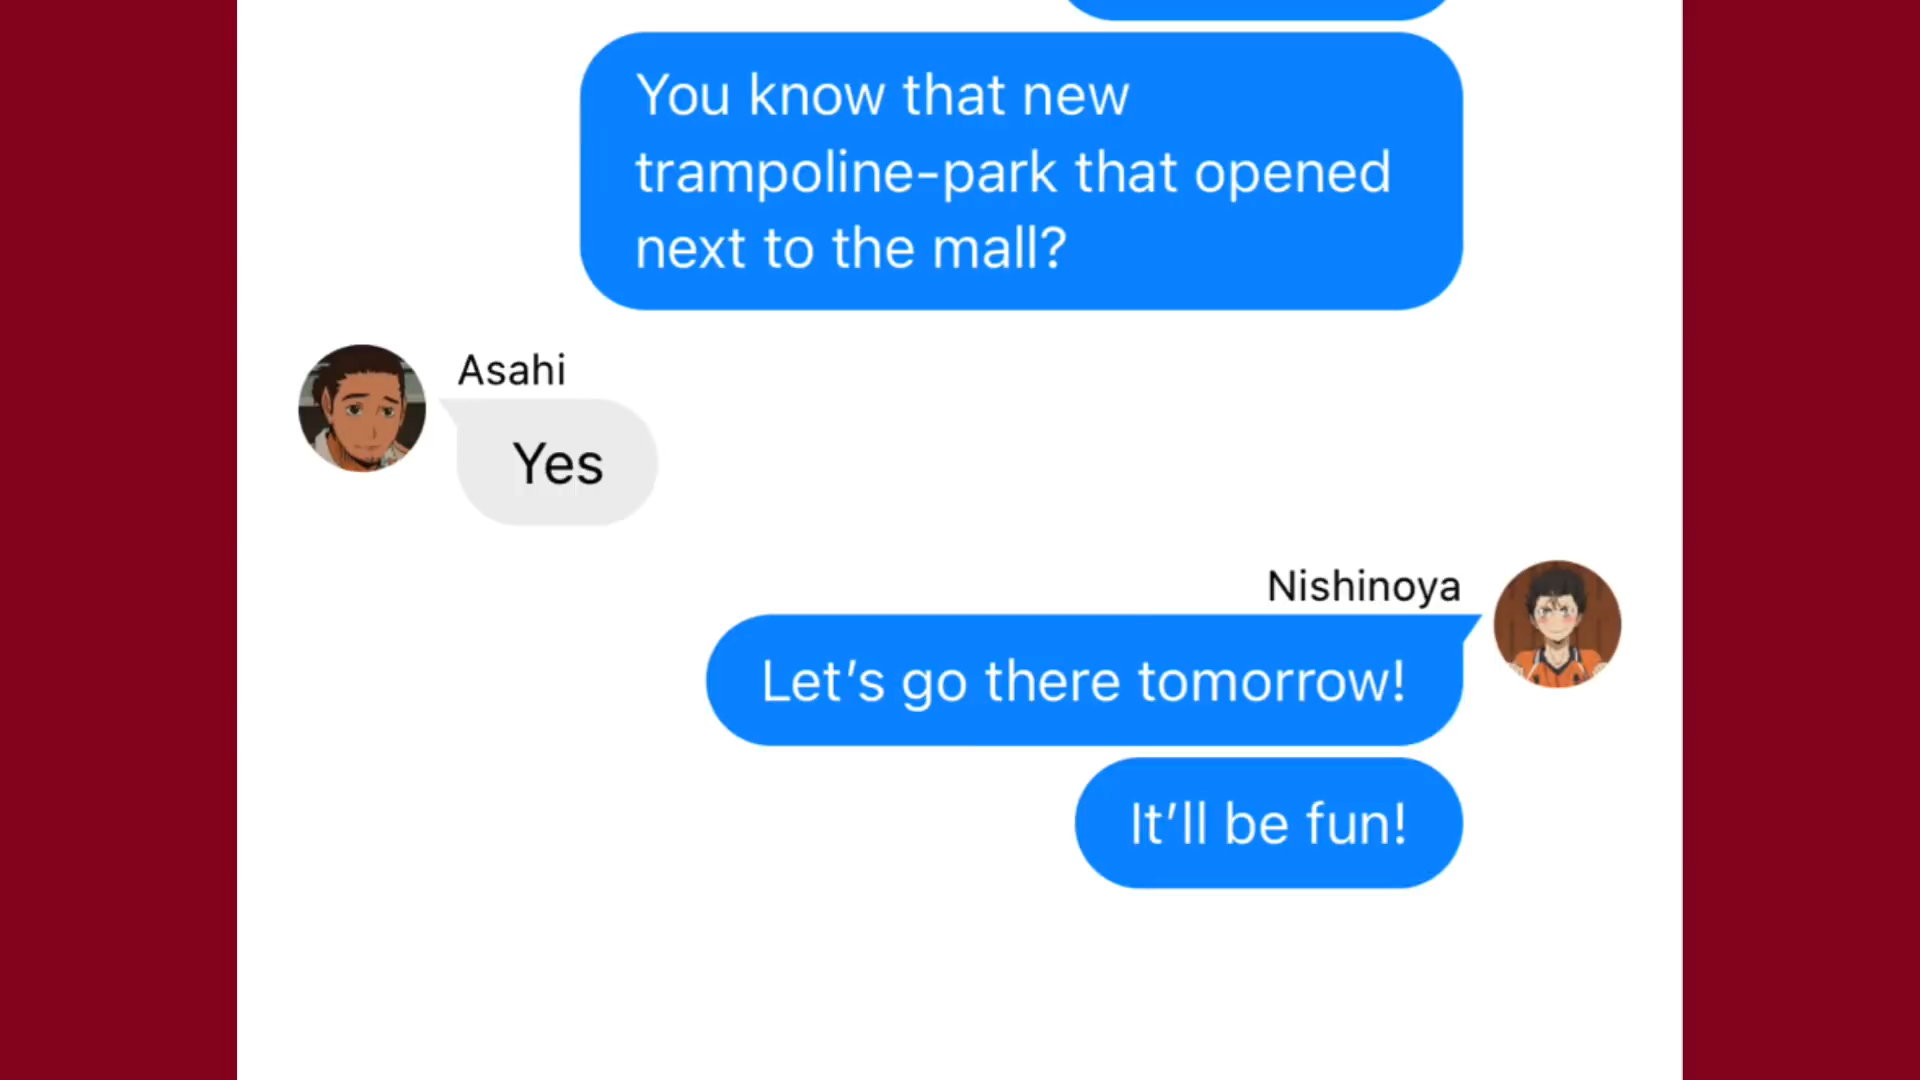 You know that new
trampoline-park that opened
next to the mall?
Asahi
Yes
Nishinoya
Let’s go there tomorrow!
It’ll be fun!